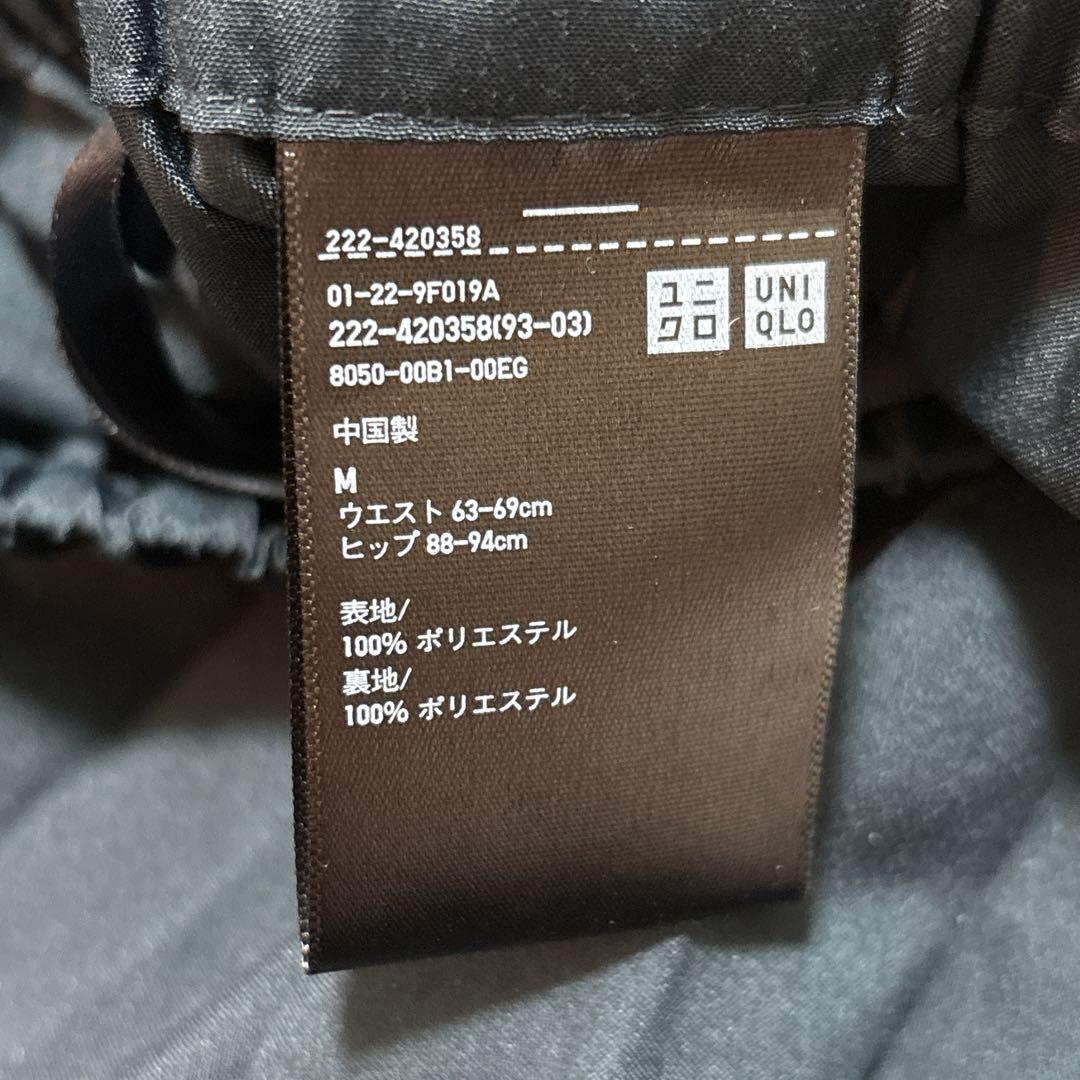 222-420358
01-22-9F019A
222-420358(93-03)
8050-00B1-00EG
ユニ
クロ
UNI
QLO
中国製
M
ウエスト 63-69cm
ヒップ 88-94cm
表地/
100% ポリエステル
裏地/
100% ポリエステル